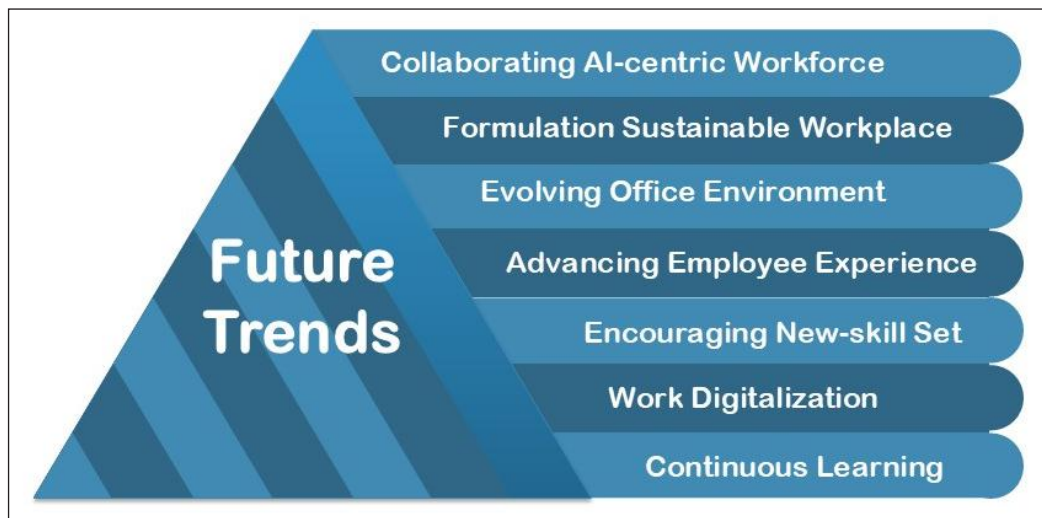 Future
Trends
Collaborating AI-centric Workforce
Formulation Sustainable Workplace
Evolving Office Environment
Advancing Employee Experience
Encouraging New-skill Set
Work Digitalization
Continuous Learning